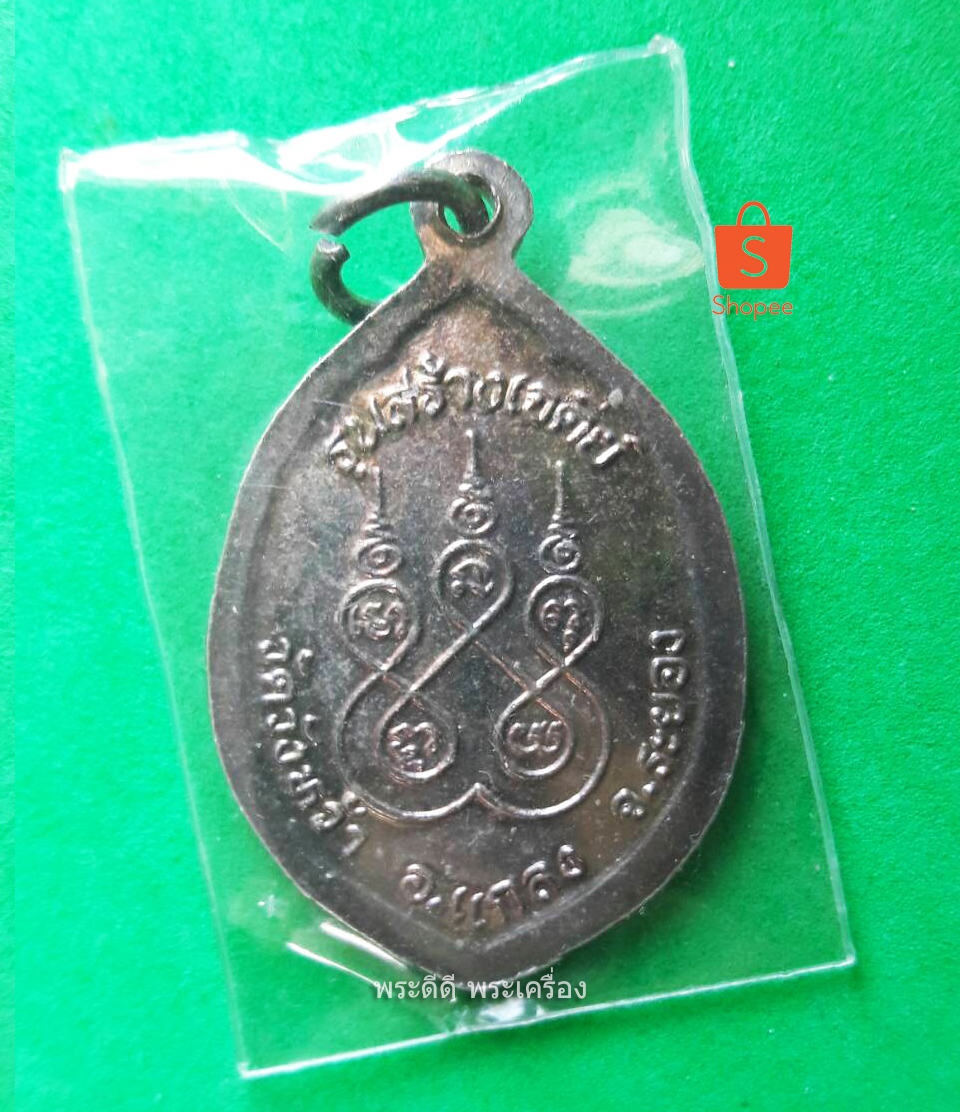 รุ่นสร้างเจดีย์
วัดวังหว้า อ.แกลง จ.ระยอง
S
Shopee
พระดีดี พระเครื่อง